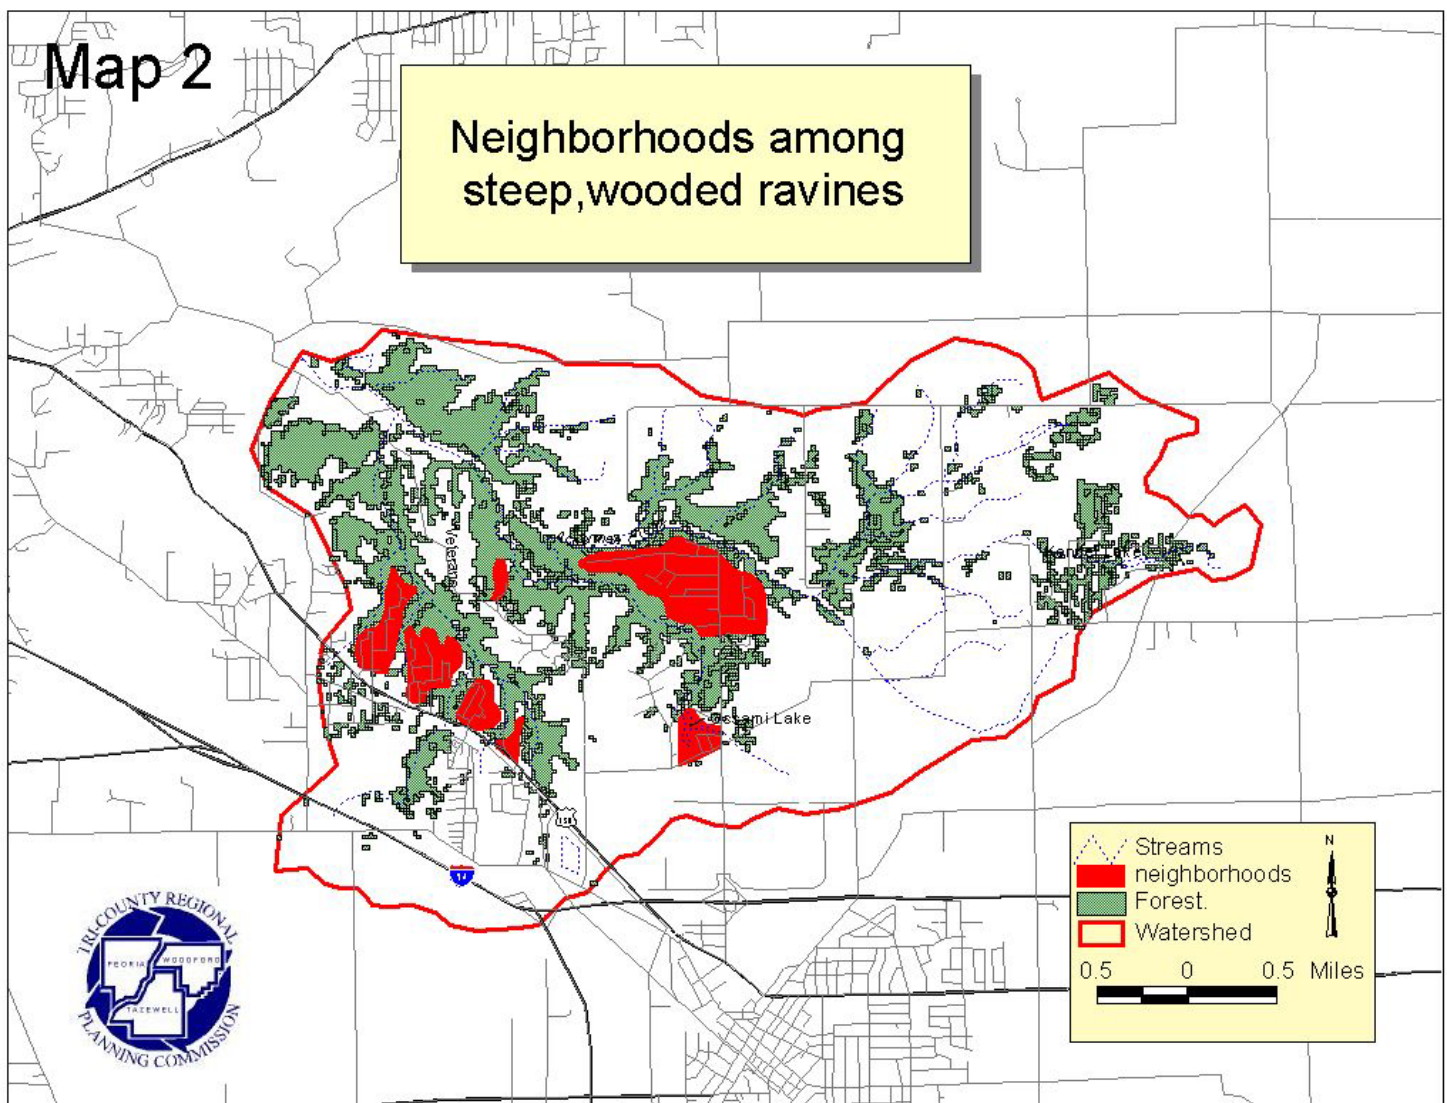 Map 2
Neighborhoods among
steep,wooded ravines
Veterans
Ossami Lake
150
74
Streams
neighborhoods
Forest.
Watershed
N
0.5 0 0.5 Miles
TRI-COUNTY REGIONAL
PEORIA WOODFORD
TAZEWELL
PLANNING COMMISSION